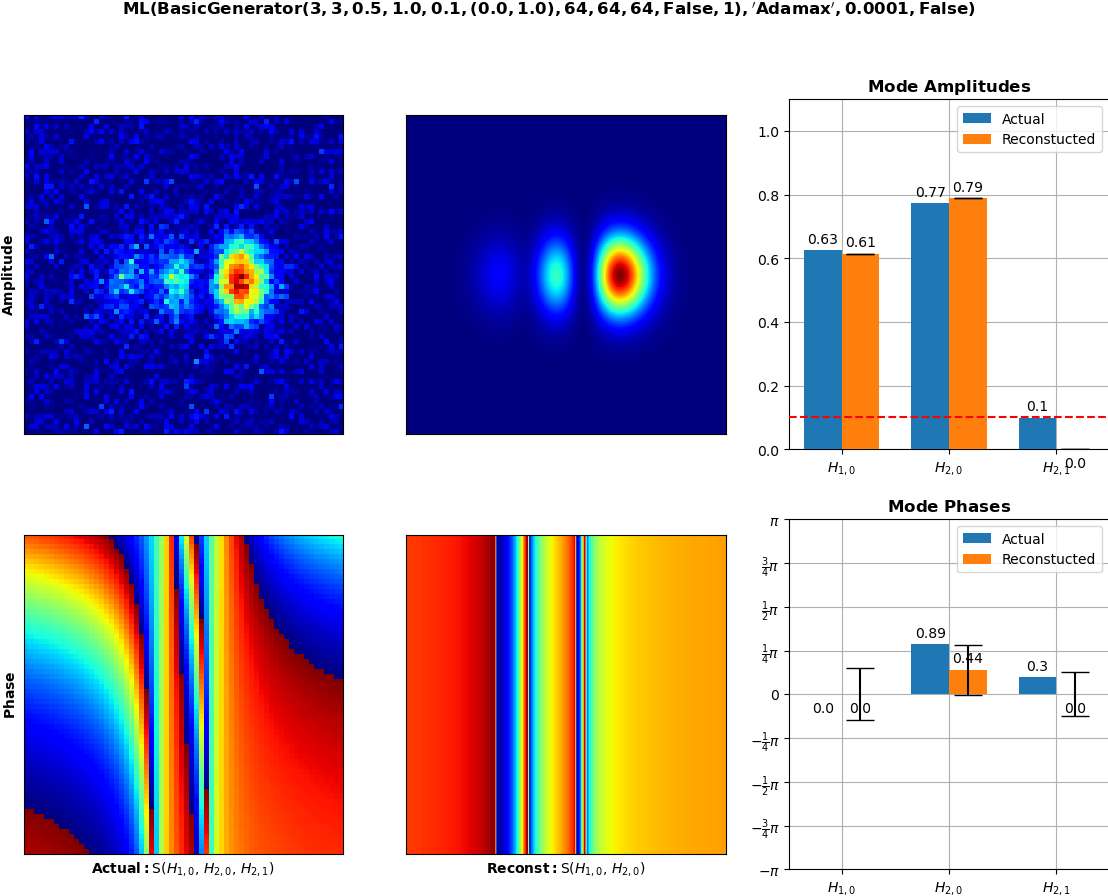 ML(BasicGenerator(3, 3, 0.5, 1.0, 0.1, (0.0, 1.0), 64, 64, 64, False, 1), ′Adamax′, 0.0001, False)
Amplitude
Mode Amplitudes
Actual
Reconstucted
1.0
0.8
0.6
0.4
0.2
0.0
0.63
0.61
0.77
0.79
0.1
0.0
H1, 0
H2, 0
H2, 1
Phase
Actual: S(H1, 0, H2, 0, H2, 1)
Reconst: S(H1, 0, H2, 0)
Mode Phases
Actual
Reconstucted
π
3/4π
1/2π
1/4π
0
−1/4π
−1/2π
−3/4π
−π
0.0
0.0
0.89
0.44
0.3
0.0
H1, 0
H2, 0
H2, 1